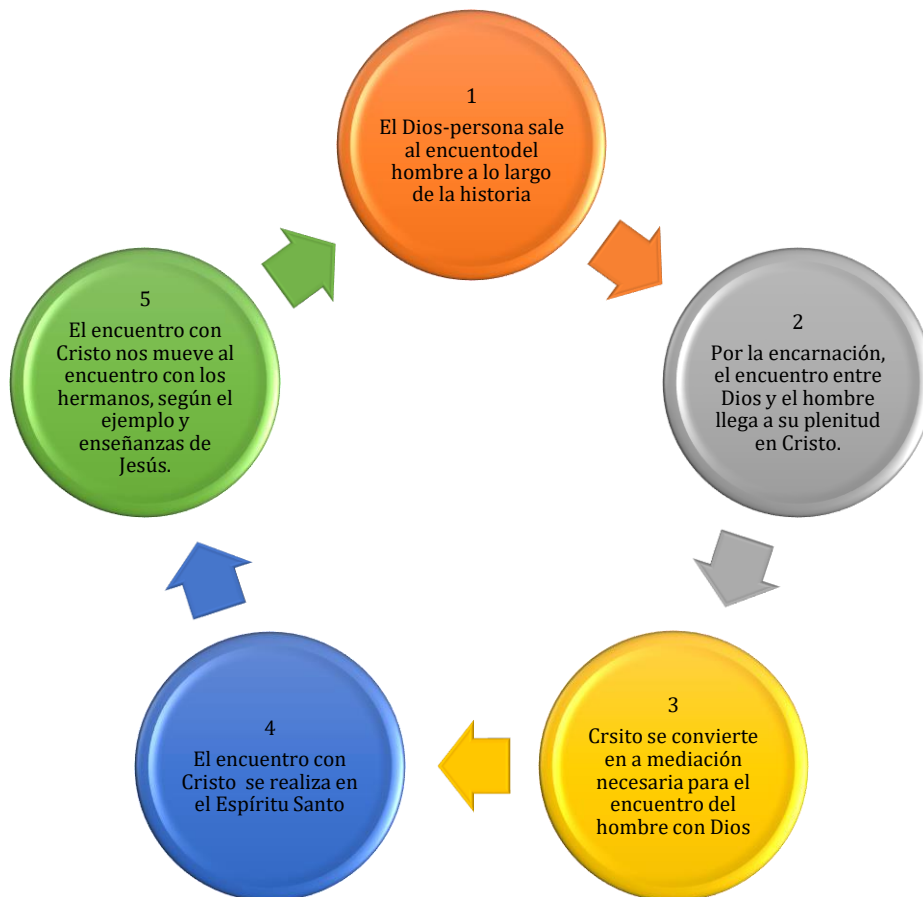 1
El Dios-persona sale
al encuentodel
hombre a lo largo
de la historia
2
Por la encarnación,
el encuentro entre
Dios y el hombre
llega a su plenitud
en Cristo.
3
Crsito se convierte
en a mediación
necesaria para el
encuentro del
hombre con Dios
4
El encuentro con
Cristo se realiza en
el Espíritu Santo
5
El encuentro con
Cristo nos mueve al
encuentro con los
hermanos, según el
ejemplo y
enseñanzas de
Jesús.